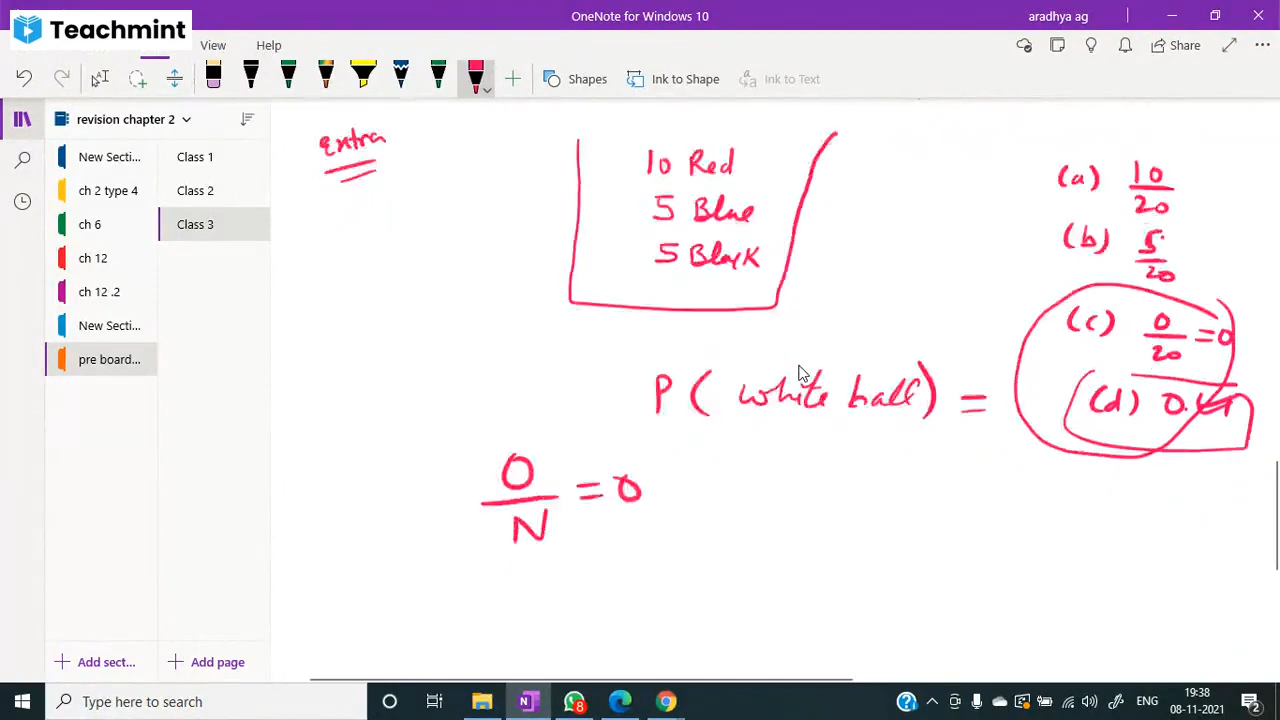 OneNote for Windows 10
aradhya ag
Teachmint
View Help
Share
Shapes
Ink to Shape
Ink to Text
revision chapter 2
New Secti...
ch 2 type 4
ch 6
ch 12
ch 12 .2
New Secti...
pre board...
Add sect...
Class 1
Class 2
Class 3
Add page
extra
10 Red
5 Blue
5 Black
P ( white ball) =
0
N
= 0
(a) 10
20
(b) 5
20
(c) 0
20 = 0
(d)
Type here to search
8
ENG
19:38
08-11-2021
2